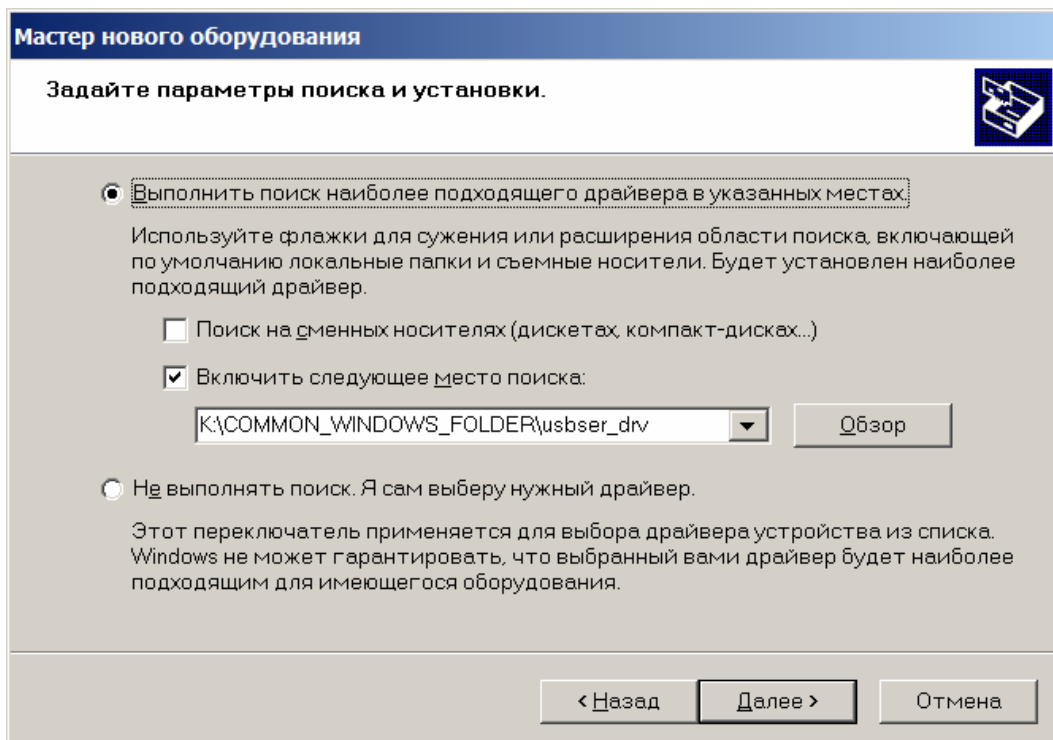 Мастер нового оборудования
Задайте параметры поиска и установки.
Выполнить поиск наиболее подходящего драйвера в указанных местах.
Используйте флажки для сужения или расширения области поиска, включающей
по умолчанию локальные папки и съемные носители. Будет установлен наиболее
подходящий драйвер.
Поиск на сменных носителях (дискетах, компакт-дисках...)
Включить следующее место поиска:
K:\COMMON_WINDOWS_FOLDER\usbser_drv
Обзор
Не выполнять поиск. Я сам выберу нужный драйвер.
Этот переключатель применяется для выбора драйвера устройства из списка.
Windows не может гарантировать, что выбранный вами драйвер будет наиболее
подходящим для имеющегося оборудования.
< Назад Далее > Отмена